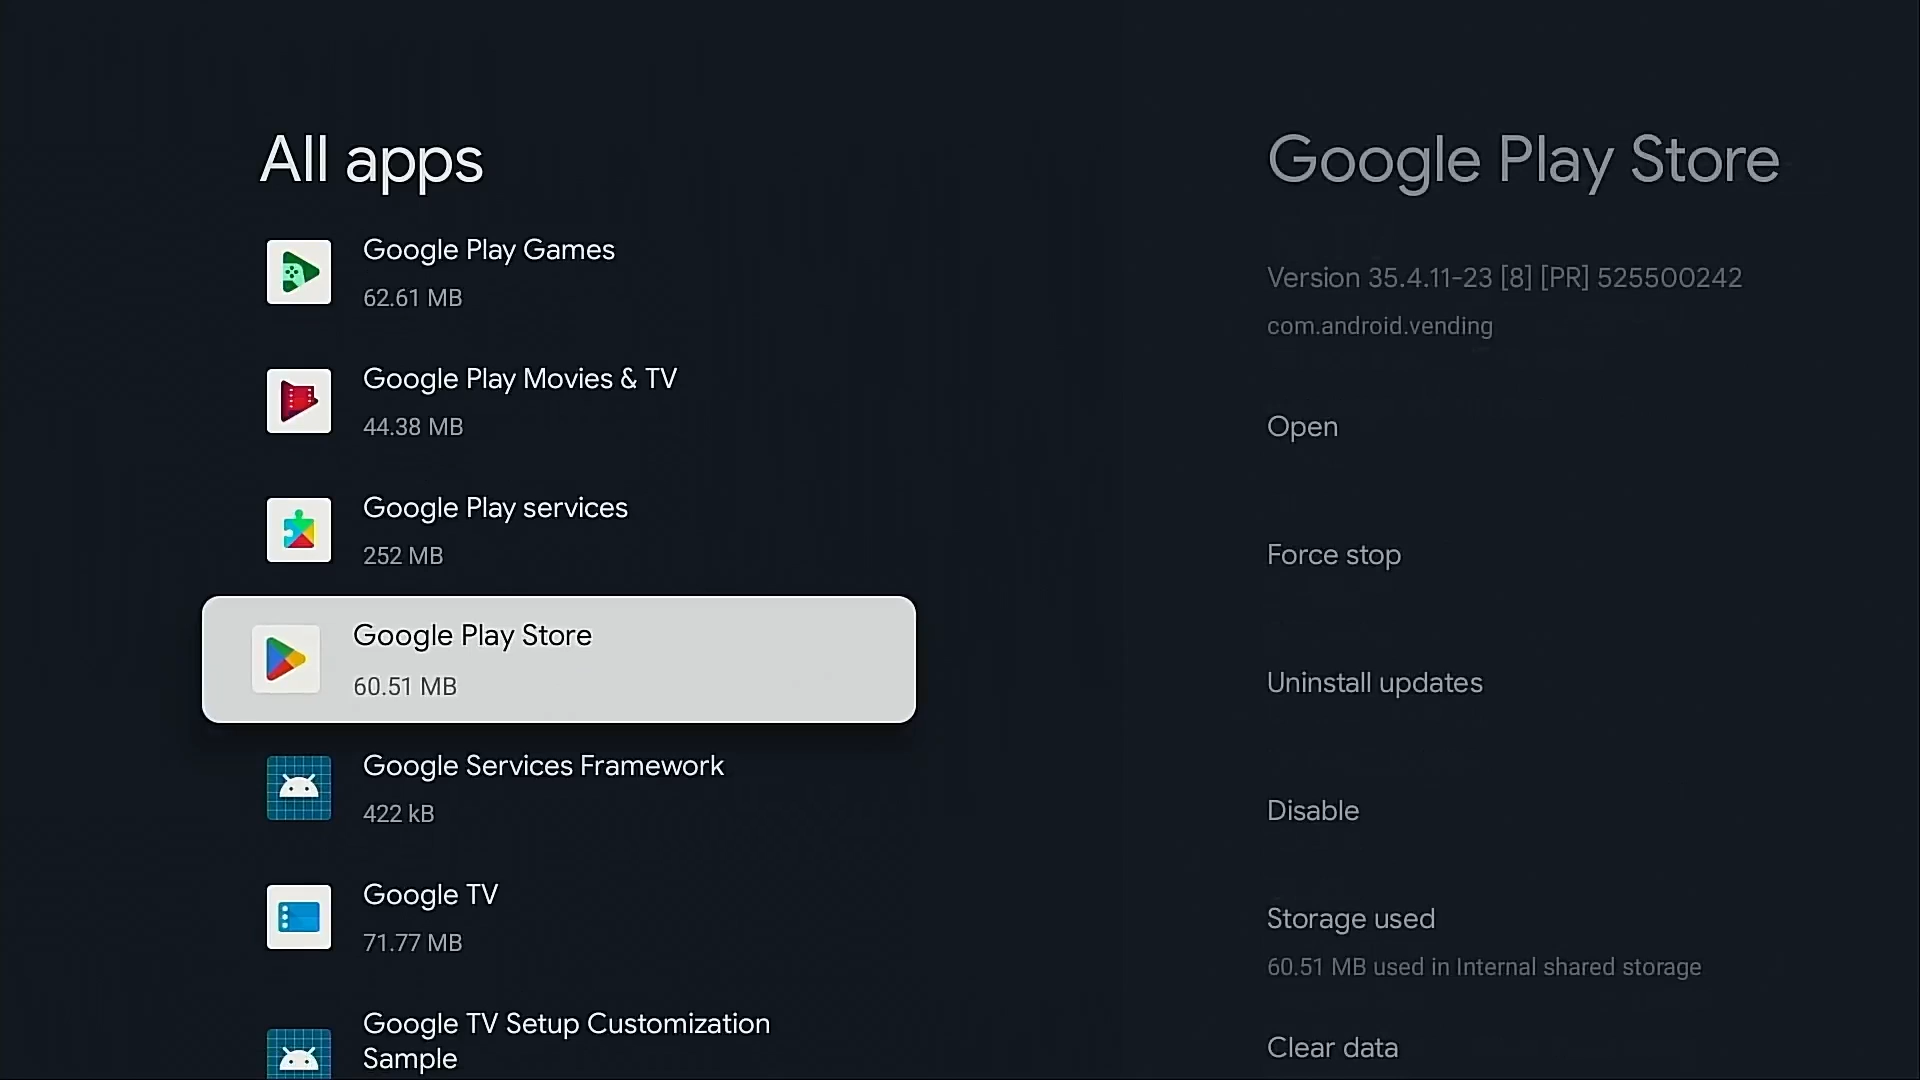 All apps
Google Play Games
62.61 MB
Google Play Movies & TV
44.38 MB
Google Play services
252 MB
Google Play Store
60.51 MB
Google Services Framework
422 kB
Google TV
71.77 MB
Google TV Setup Customization
Sample
Google Play Store
Version 35.4.11-23 [8] [PR] 525500242
com.android.vending
Open
Force stop
Uninstall updates
Disable
Storage used
60.51 MB used in Internal shared storage
Clear data